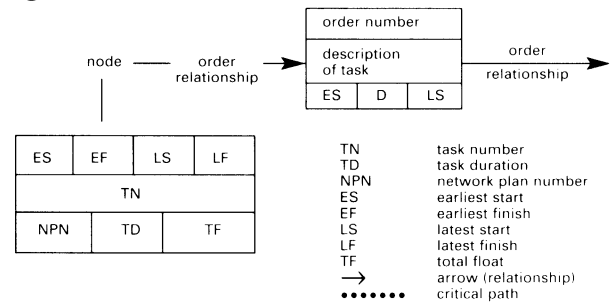 order number
description
of task
ES D LS
node
order
relationship
order
relationship
ES EF LS LF
TN
NPN TD TF
TN task number
TD task duration
NPN network plan number
ES earliest start
EF earliest finish
LS latest start
LF latest finish
TF total float
arrow (relationship)
critical path